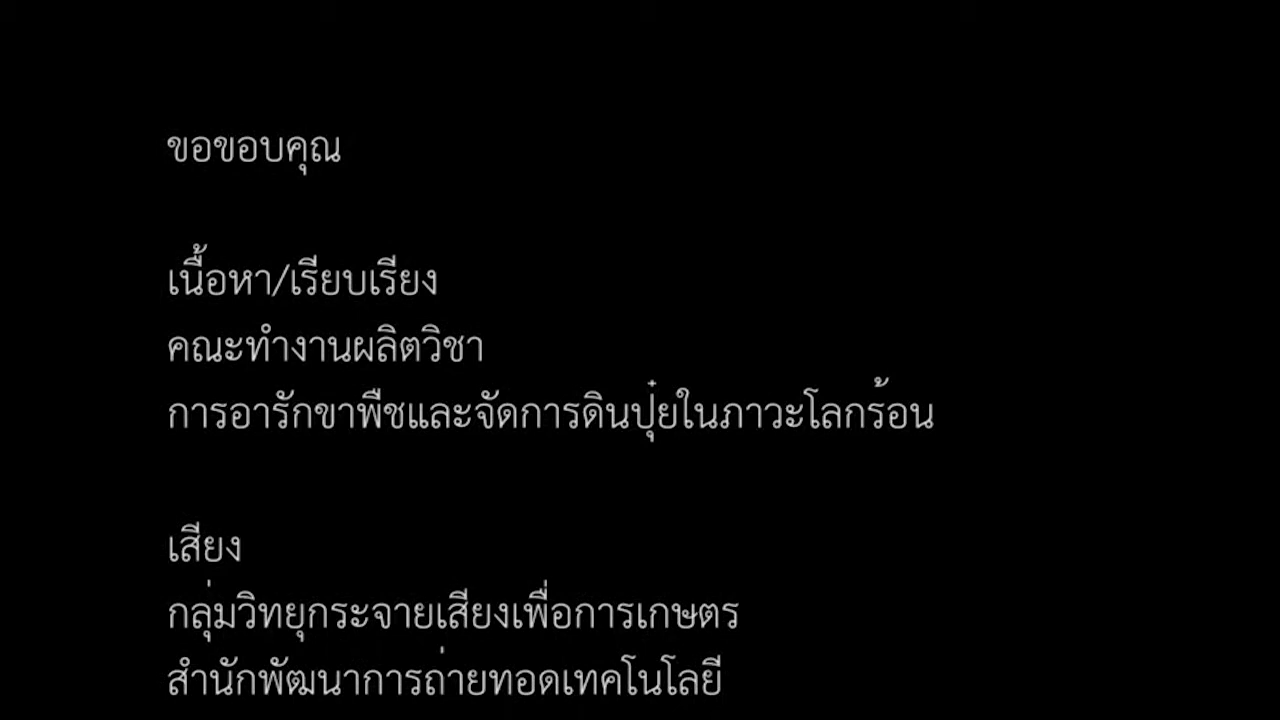 ขอขอบคุณ
เนื้อหา/เรียบเรียง
คณะทำงานผลิตวิชา
การอารักขาพืชและจัดการดินปุ๋ยในภาวะโลกร้อน
เสียง
กลุ่มวิทยุกระจายเสียงเพื่อการเกษตร
สำนักพัฒนาการถ่ายทอดเทคโนโลยี